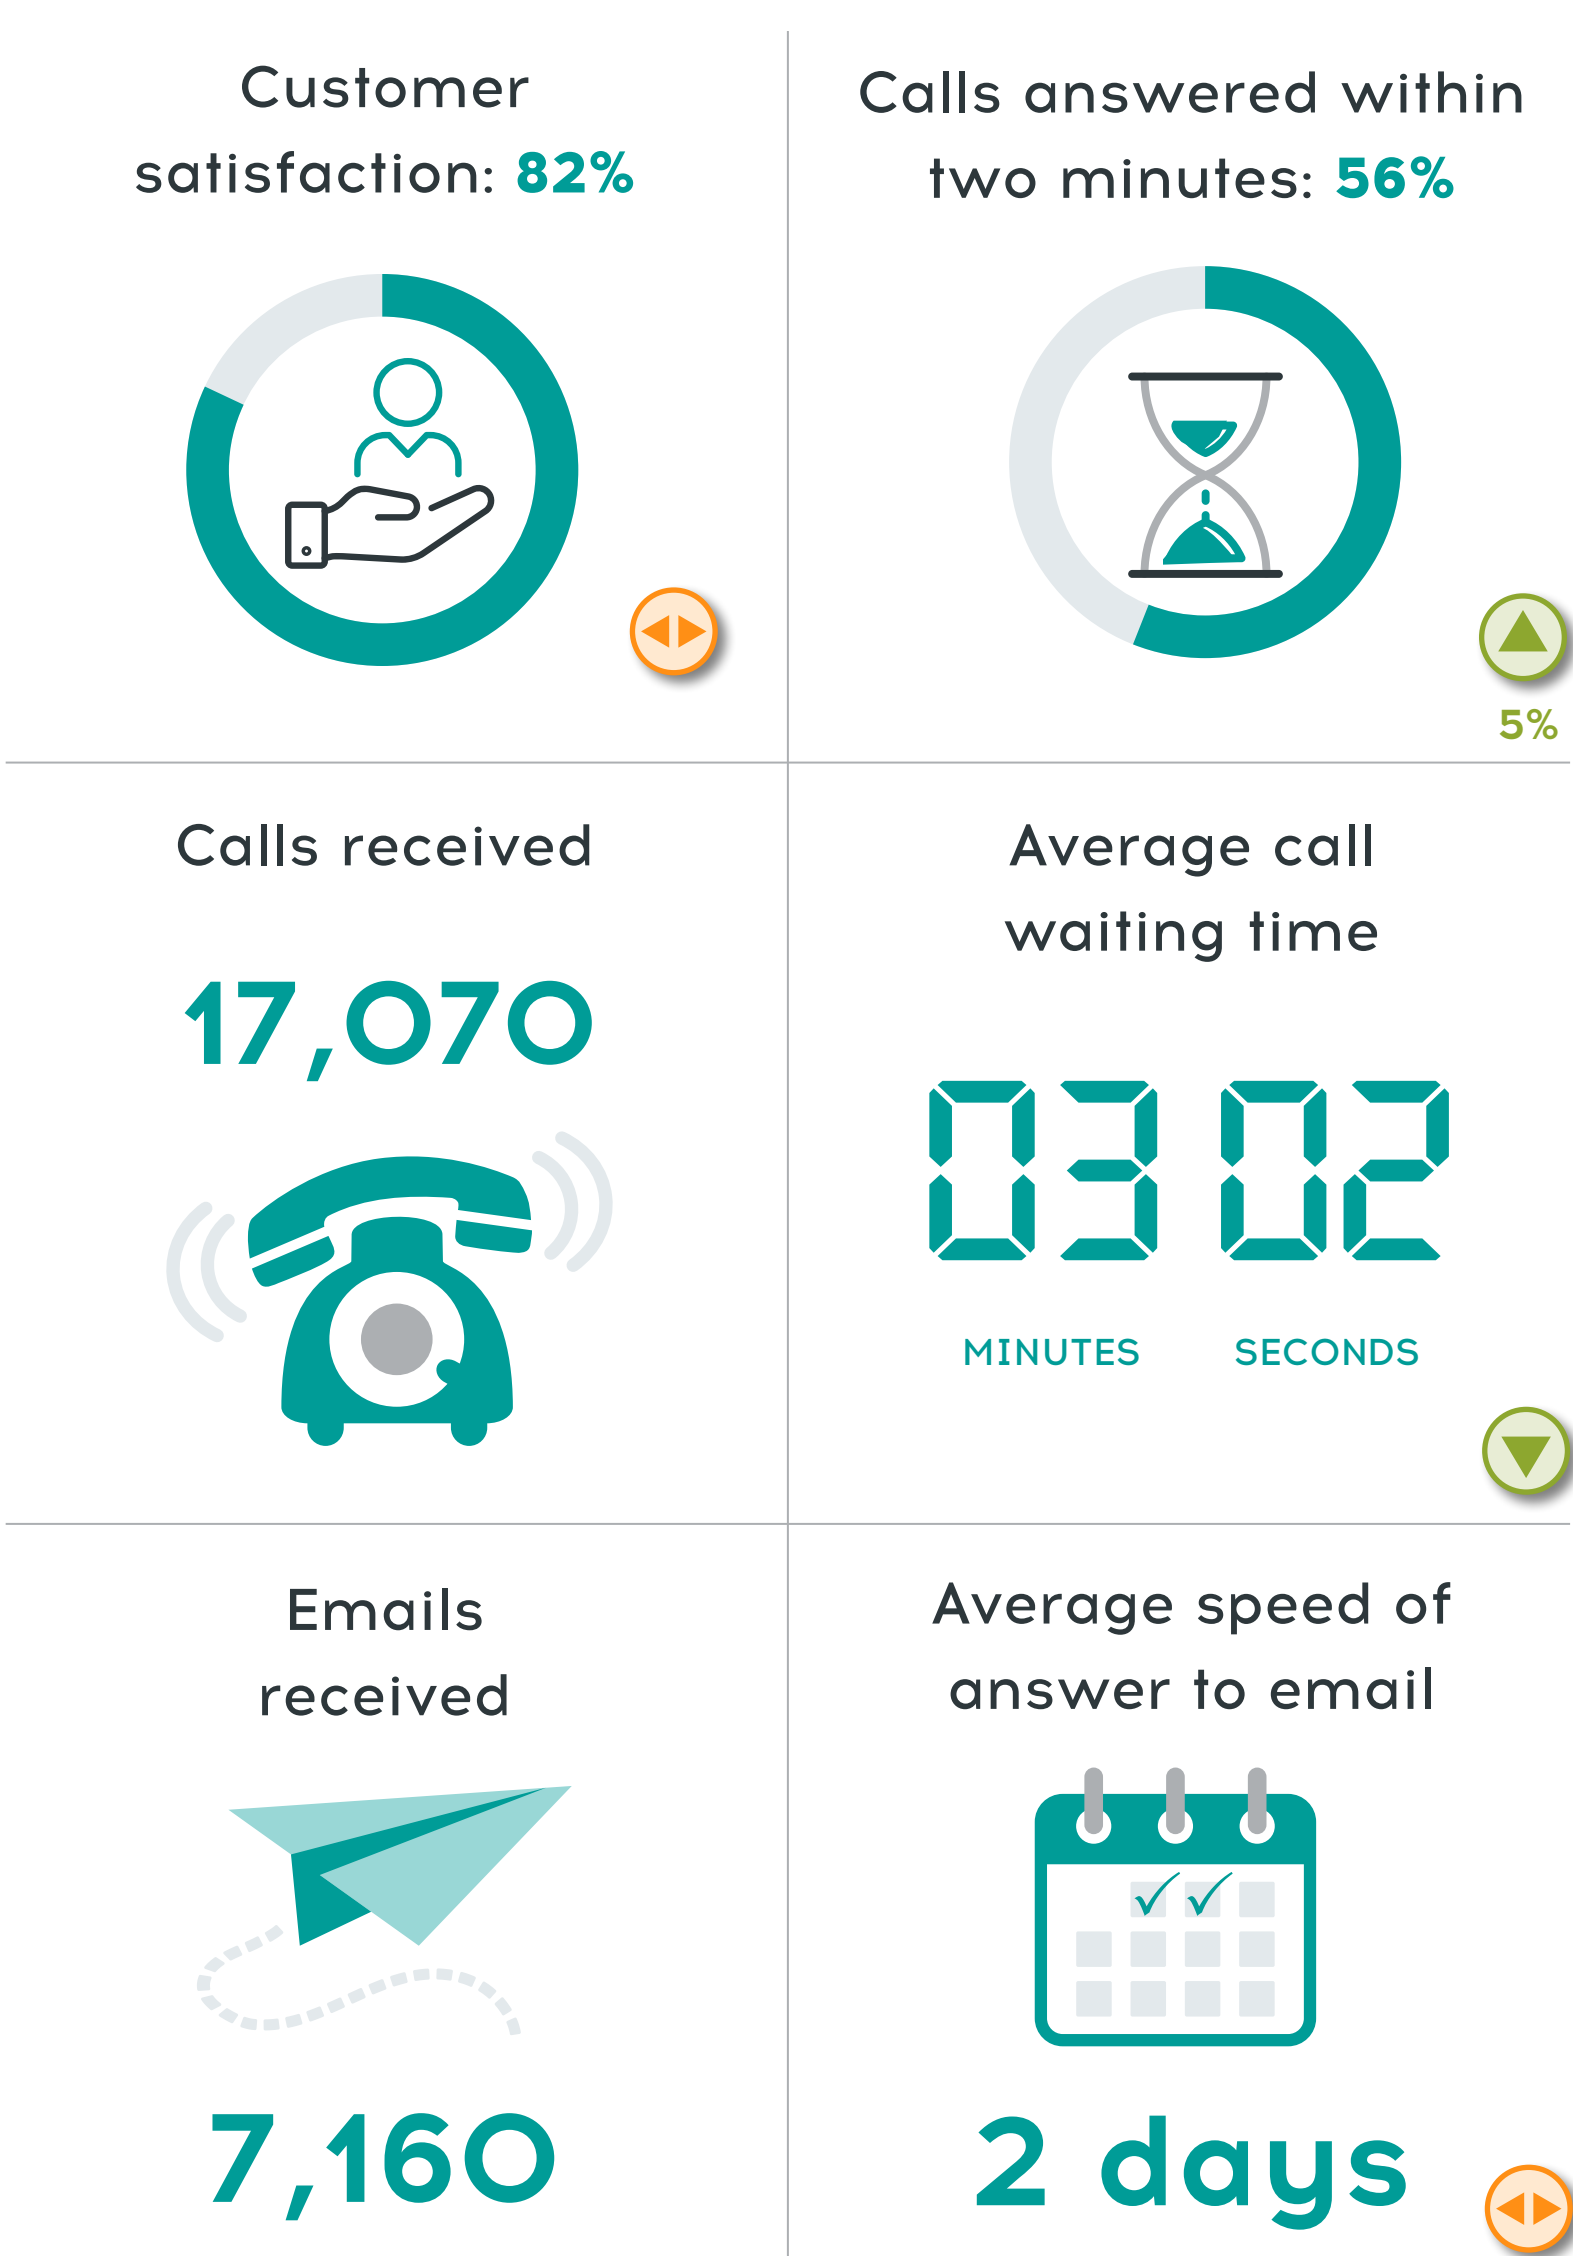 Customer
satisfaction: 82%
Calls answered within
two minutes: 56%
5%
Calls received
17,070
Average call
waiting time
03 02
MINUTES SECONDS
Emails
received
7,160
Average speed of
answer to email
2 days